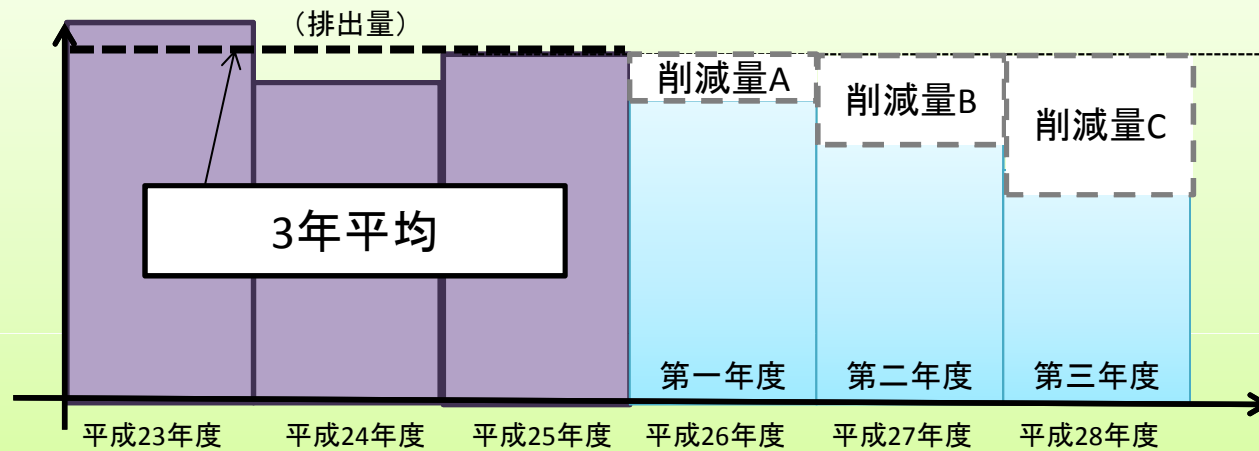 （排出量）
削減量A
削減量B
削減量C
3年平均
第一年度
第二年度
第三年度
平成23年度
平成24年度
平成25年度
平成26年度
平成27年度
平成28年度